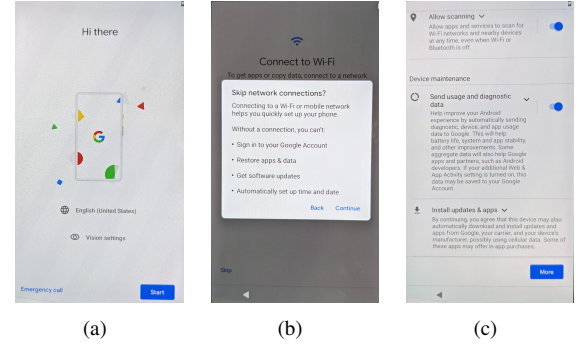 Hi there
G
English (United States)
Vision settings
Emergency call
Start
(a)
Connect to Wi-Fi
To get apps or copy data, connect to a network
Skip network connections?
Connecting to a Wi-Fi or mobile network
helps you quickly set up your phone.
Without a connection, you can't:
• Sign in to your Google Account
• Restore apps & data
• Get software updates
• Automatically set up time and date
Back Continue
Skip
(b)
Allow scanning
Allow apps and services to scan for
Wi-Fi networks and nearby devices
at any time, even when Wi-Fi or
Bluetooth is off.
Device maintenance
Send usage and diagnostic
data
Help improve your Android
experience by automatically sending
diagnostic, device, and app usage
data to Google. This will help
battery life, system and app stability,
and other improvements. Some
aggregate data will also help Google
apps and partners, such as Android
developers. If your additional Web &
App Activity setting is turned on, this
data may be saved to your Google
Account.
Install updates & apps
By continuing, you agree that this device may also
automatically download and install updates and
apps from Google, your carrier, and your device's
manufacturer, possibly using cellular data. Some of
these apps may offer in-app purchases.
More
(c)